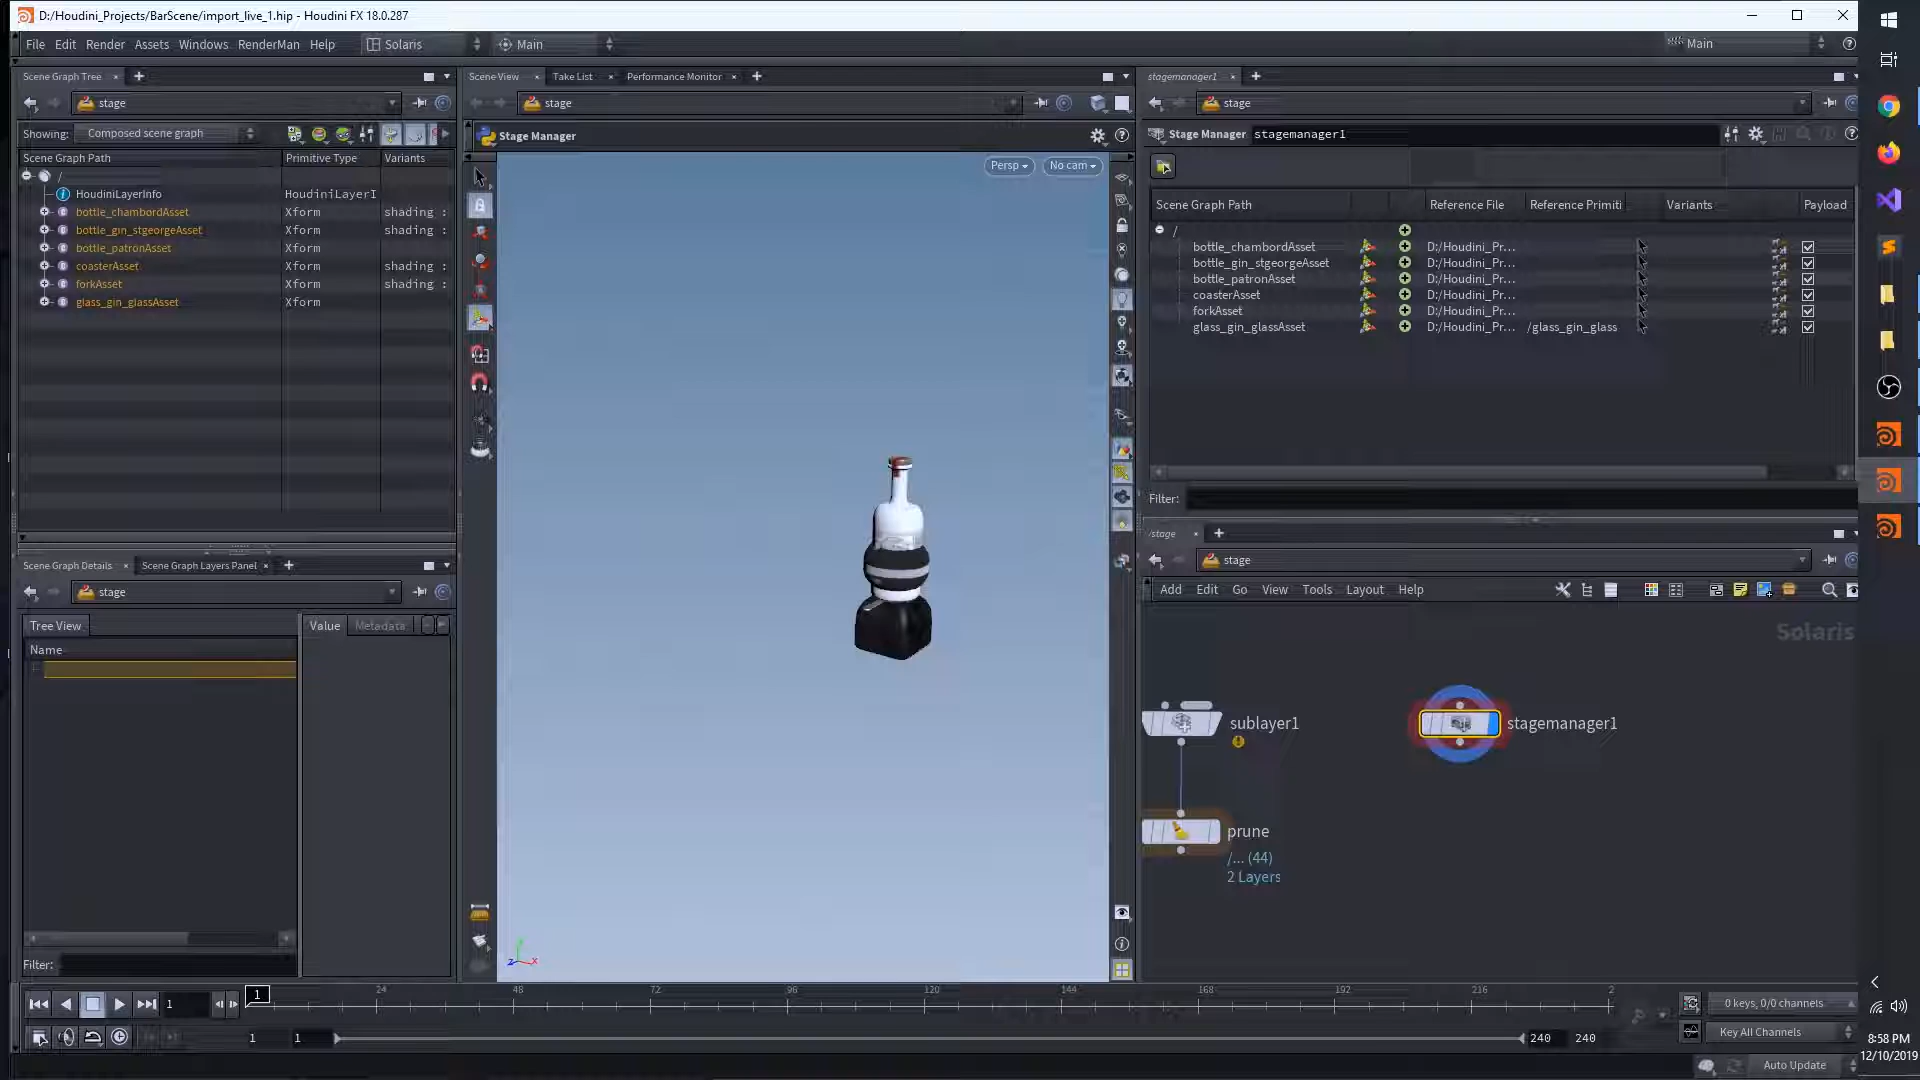 D:/Houdini_Projects/BarScene/import_live_1.hip - Houdini FX 18.0.287
File Edit Render Assets Windows RenderMan Help Solaris Main Main
Scene Graph Tree
stage
Showing: Composed scene graph
Scene Graph Path Primitive Type Variants
/
HoudiniLayerInfo HoudiniLayerI
bottle_chambordAsset Xform shading :
bottle_gin_stgeorgeAsset Xform shading :
bottle_patronAsset Xform
coasterAsset Xform shading :
forkAsset Xform shading :
glass_gin_glassAsset Xform
Scene Graph Details Scene Graph Layers Panel
stage
Tree View Value Metadata
Name
Filter:
Scene View Take List Performance Monitor
stage
Stage Manager
Persp No cam
stagemanager1
stage
Stage Manager stagemanager1
Scene Graph Path Reference File Reference Primiti Variants Payload
/
bottle_chambordAsset D:/Houdini_Pr...
bottle_gin_stgeorgeAsset D:/Houdini_Pr...
bottle_patronAsset D:/Houdini_Pr...
coasterAsset D:/Houdini_Pr...
forkAsset D:/Houdini_Pr...
glass_gin_glassAsset D:/Houdini_Pr... /glass_gin_glass
Filter:
/stage
stage
Add Edit Go View Tools Layout Help
Solaris
sublayer1
stagemanager1
prune
/... (44)
2 Layers
z x
1 1 24 48 72 96 120 144 168 192 216 2
0 keys, 0/0 channels
1 1 240 240
Key All Channels
Auto Update
8:58 PM
12/10/2019